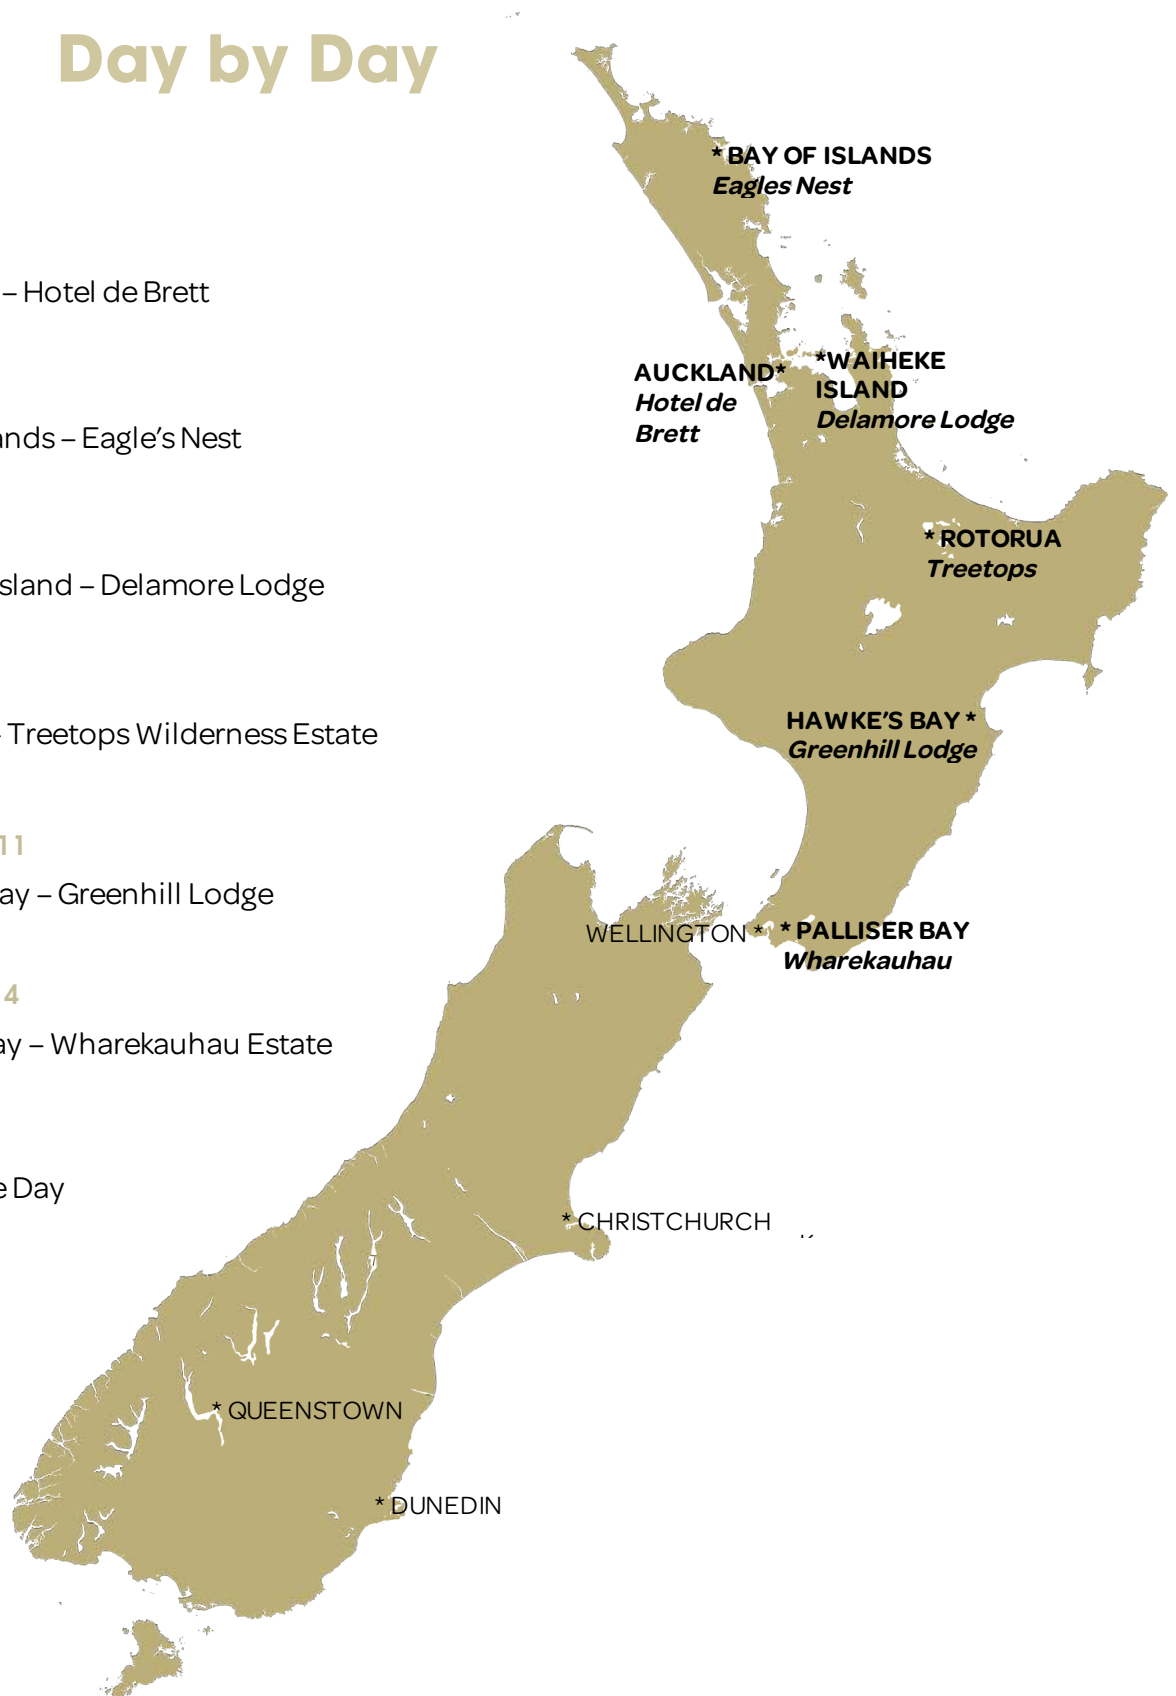 Day by Day
– Hotel de Brett
ands – Eagle’s Nest
sland – Delamore Lodge
- Treetops Wilderness Estate
11
ay – Greenhill Lodge
4
ay – Wharekauhau Estate
e Day
* BAY OF ISLANDS
Eagles Nest
AUCKLAND*
Hotel de
Brett
*WAIHEKE
ISLAND
Delamore Lodge
* ROTORUA
Treetops
HAWKE’S BAY *
Greenhill Lodge
WELLINGTON *
* PALLISER BAY
Wharekauhau
* CHRISTCHURCH
* QUEENSTOWN
* DUNEDIN